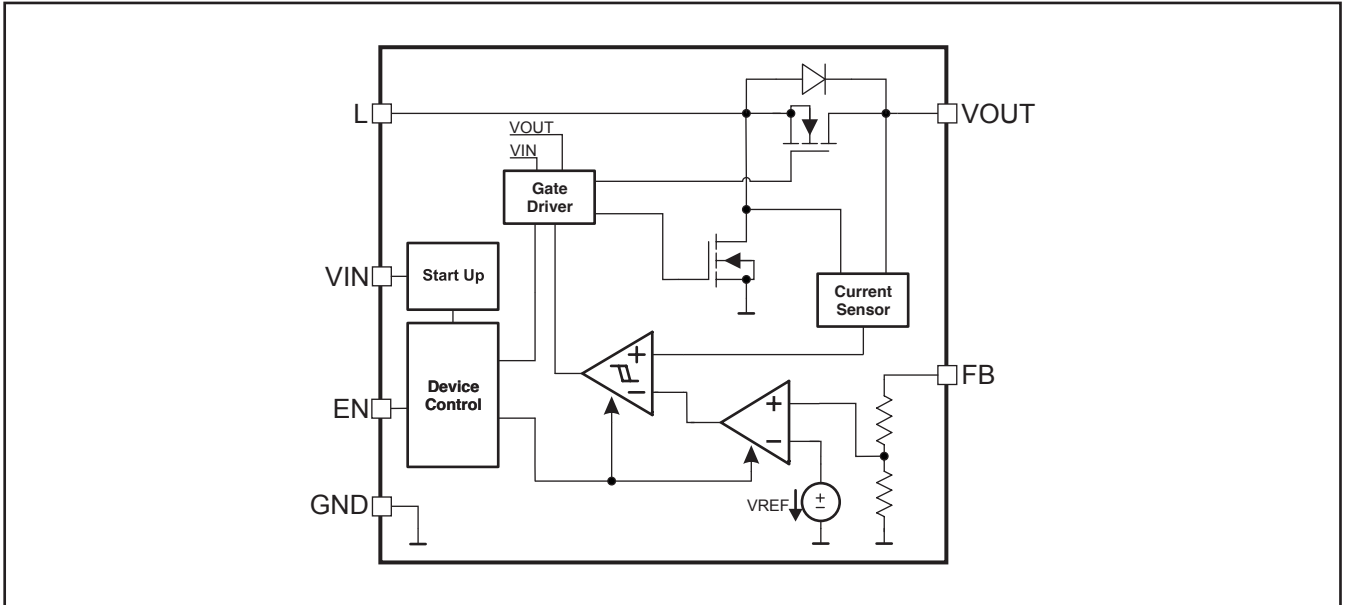 L
VOUT
VOUT
VIN
Gate
Driver
VIN
Start Up
Current
Sensor
+
−
FB
EN
Device
Control
+
−
GND
VREF
+
−